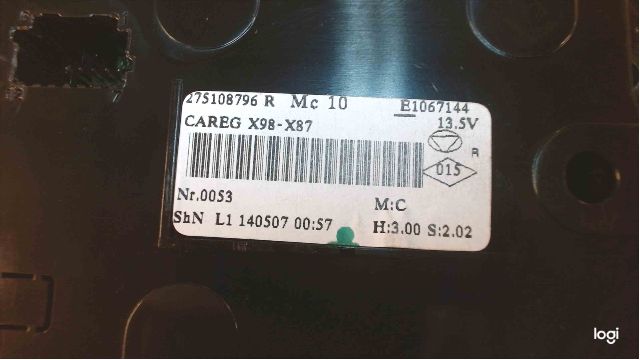 275108796 R Mc 10 E1067144
CAREG X98-X87 13.5V
R
015
Nr.0053 M:C
ShN L1 140507 00:57 H:3.00 S:2.02
logi